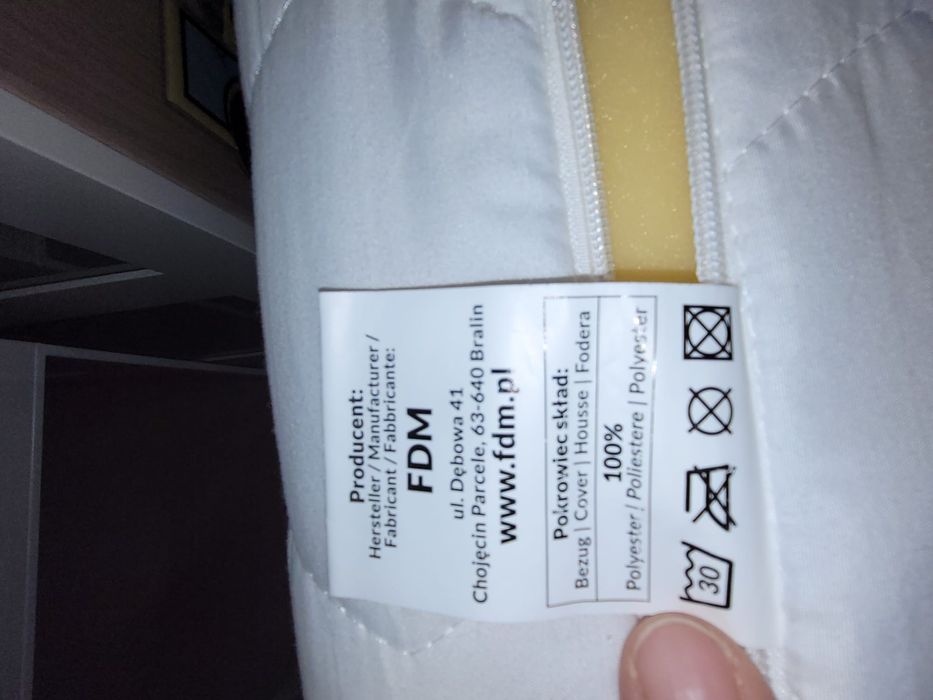 Producent:
Hersteller / Manufacturer /
Fabricant / Fabbricante:
FDM
ul. Dębowa 41
Chojęcin Parcele, 63-640 Bralin
www.fdm.pl
Pokrowiec skład:
Bezug | Cover | Housse | Fodera
100%
Polyester | Poliestere | Polyester
30